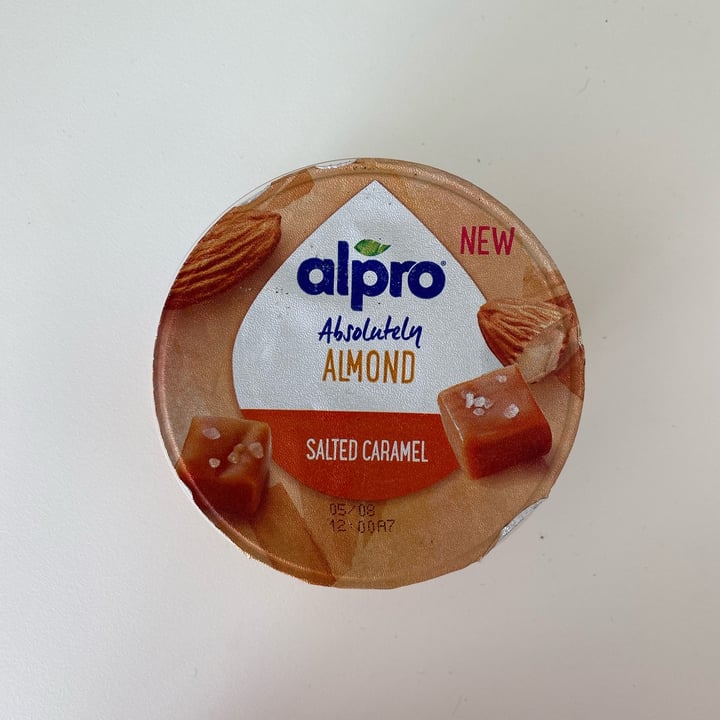 NEW
alpro®
Absolutely
ALMOND
SALTED CARAMEL
05/08
12:00A7